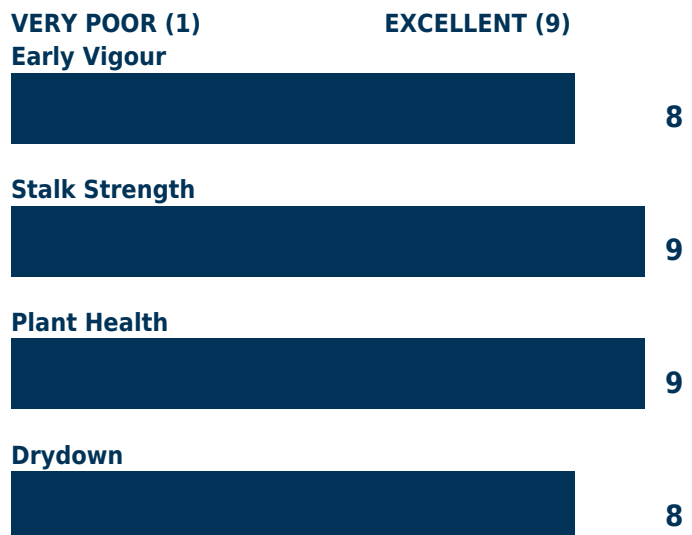 VERY POOR (1) EXCELLENT (9)
Early Vigour
8
Stalk Strength
9
Plant Health
9
Drydown
8